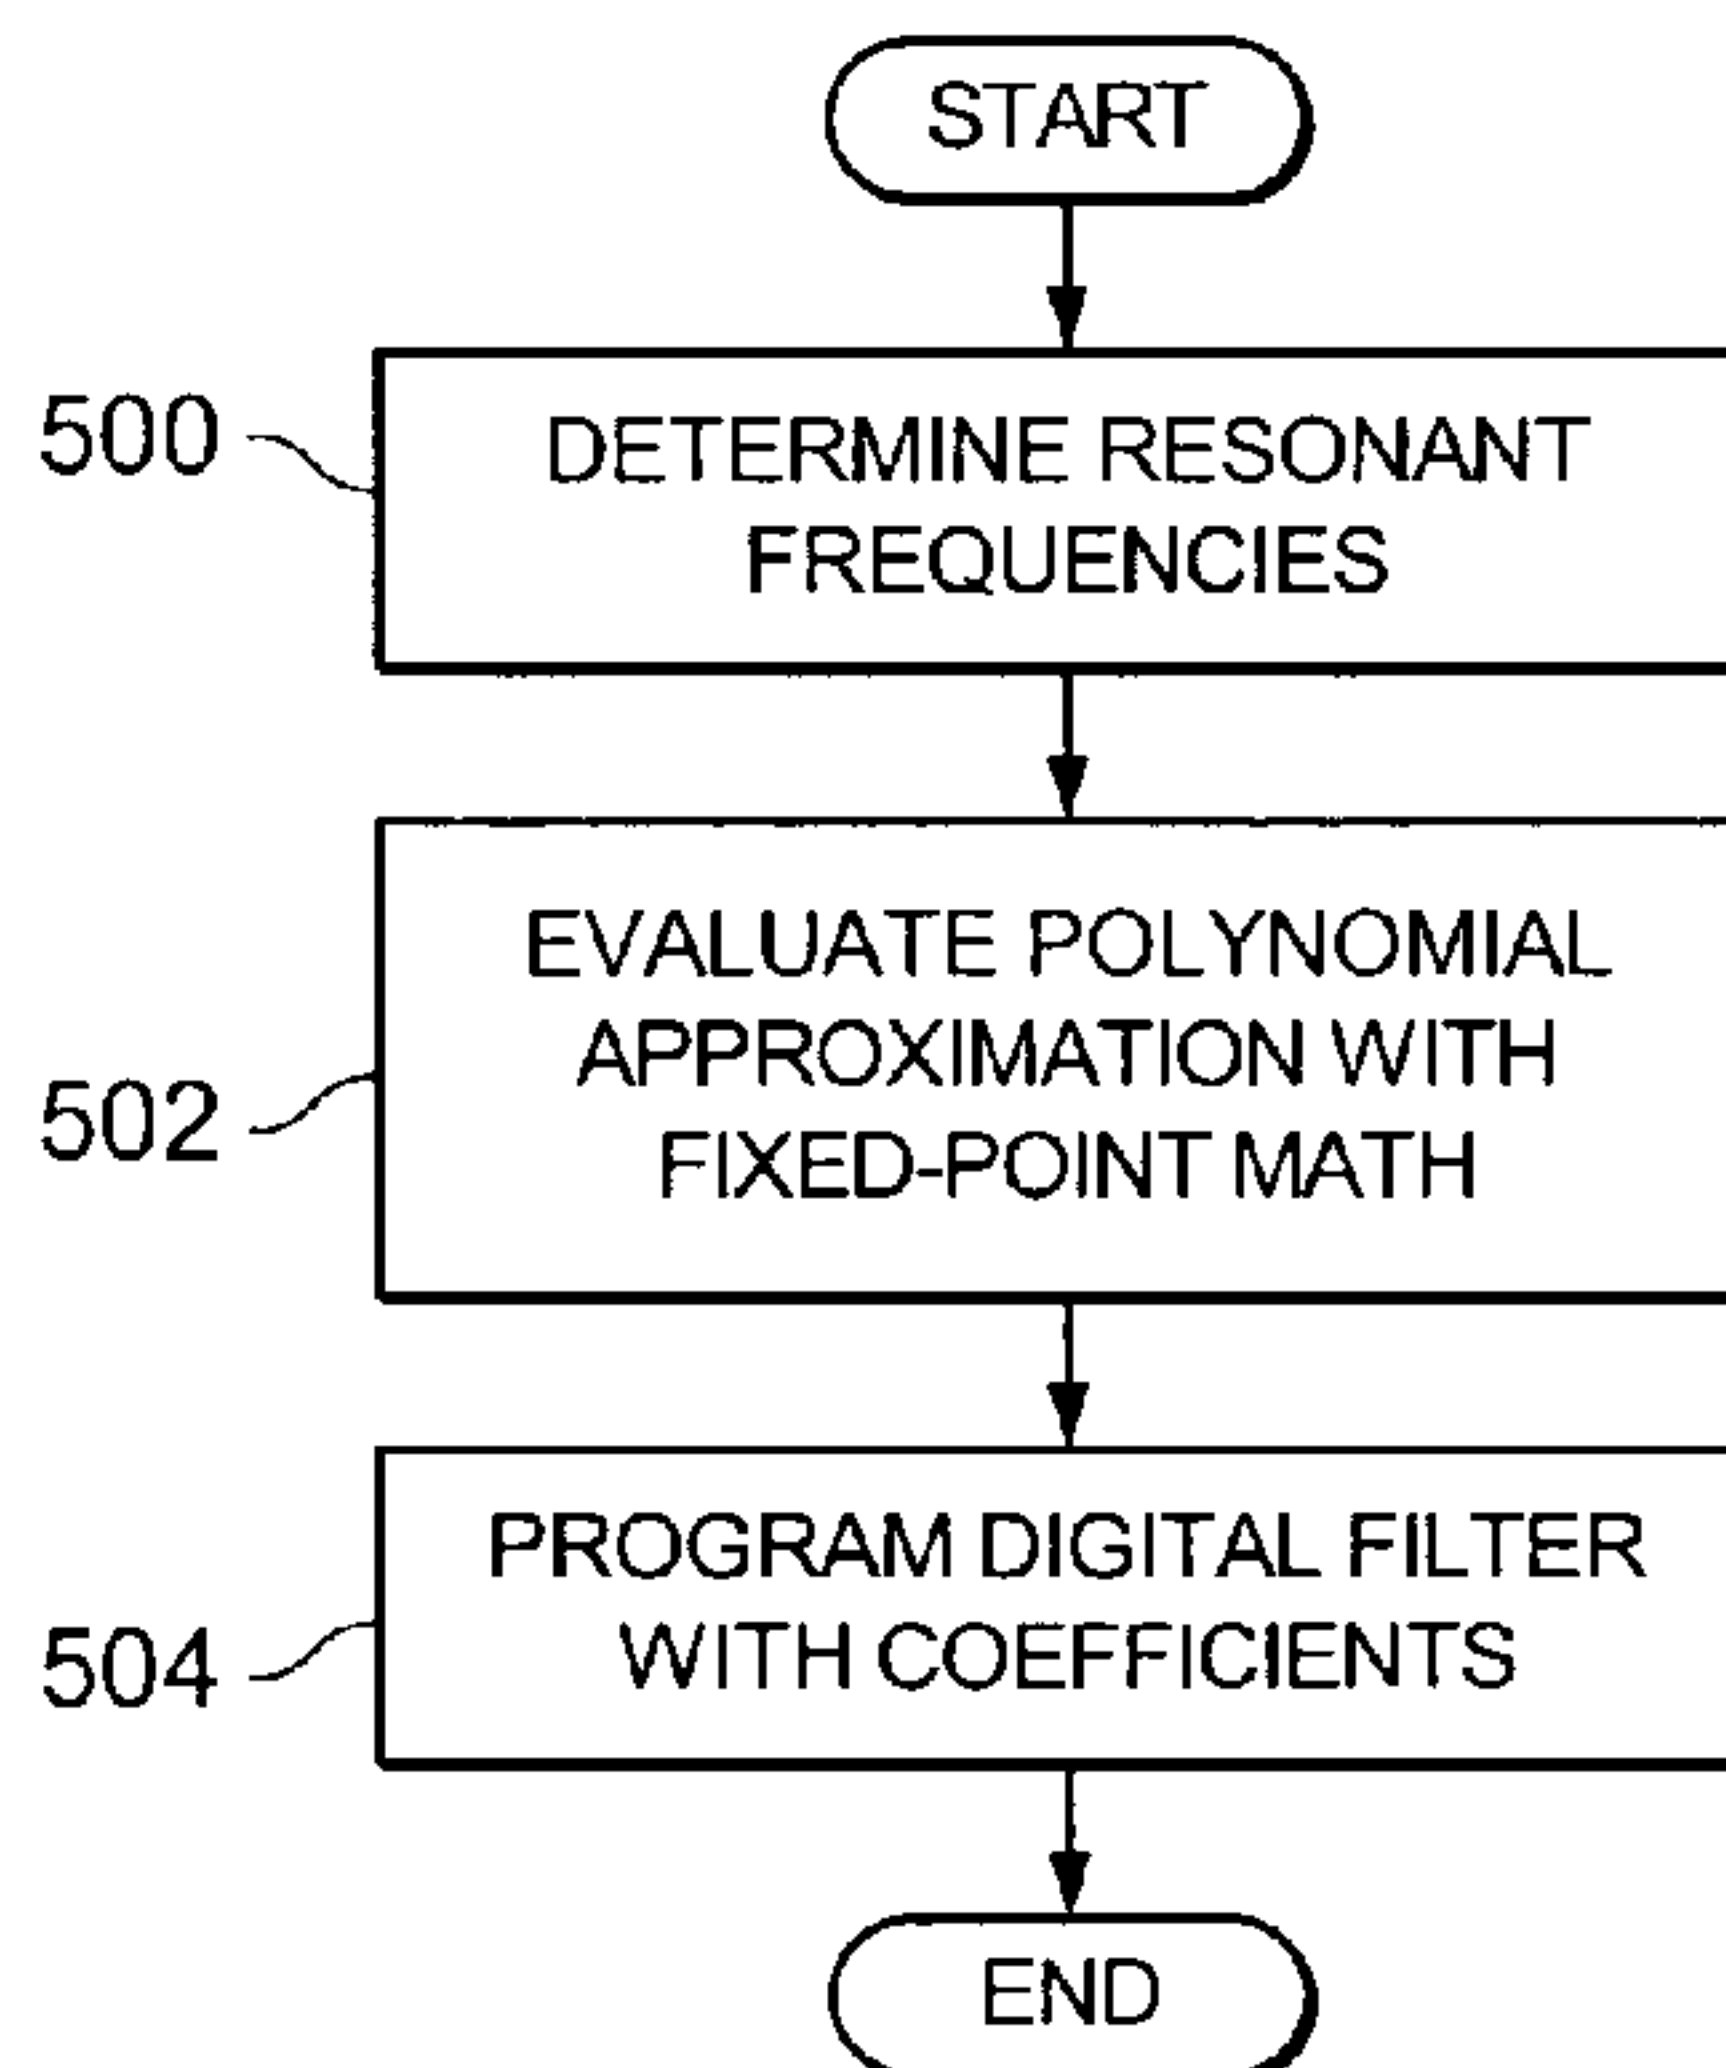 START
500
DETERMINE RESONANT
FREQUENCIES
502
EVALUATE POLYNOMIAL
APPROXIMATION WITH
FIXED-POINT MATH
504
PROGRAM DIGITAL FILTER
WITH COEFFICIENTS
END